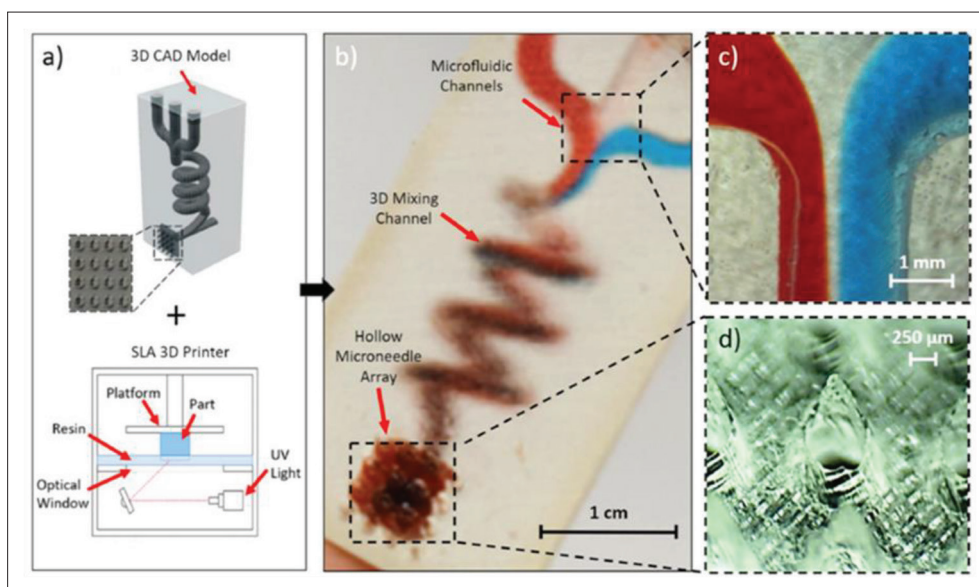 a)
3D CAD Model
+
SLA 3D Printer
Platform
Part
Resin
UV
Light
Optical
Window
b)
Microfluidic
Channels
3D Mixing
Channel
Hollow
Microneedle
Array
1 cm
c)
1 mm
d)
250 µm